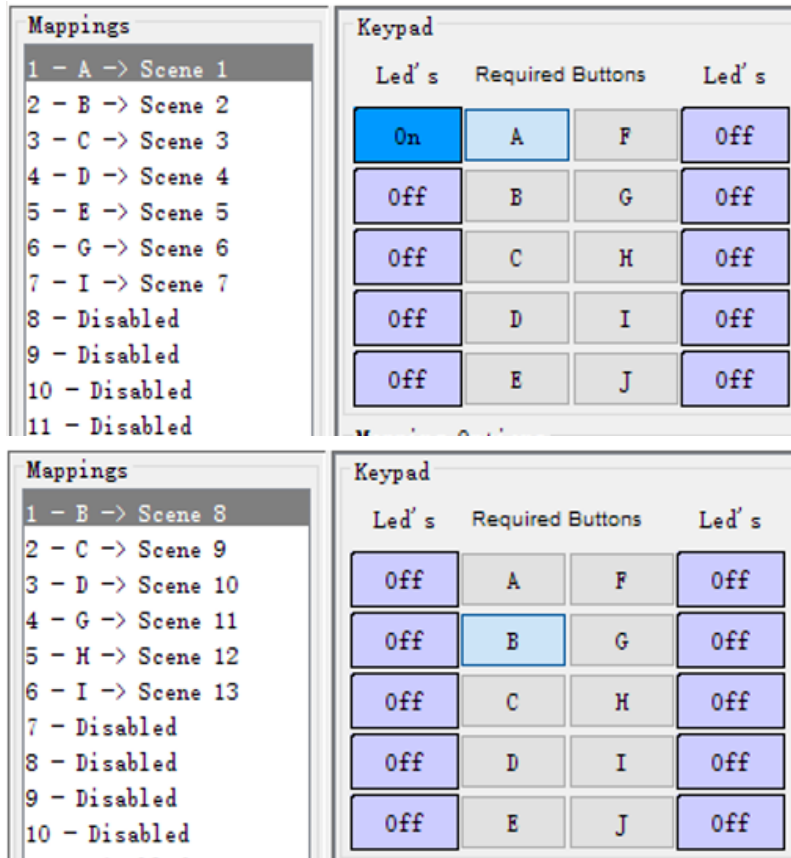 Mappings
1 - A -> Scene 1
2 - B -> Scene 2
3 - C -> Scene 3
4 - D -> Scene 4
5 - E -> Scene 5
6 - G -> Scene 6
7 - I -> Scene 7
8 - Disabled
9 - Disabled
10 - Disabled
11 - Disabled
Keypad
Led's Required Buttons Led's
On A F Off
Off B G Off
Off C H Off
Off D I Off
Off E J Off
Mappings
1 - B -> Scene 8
2 - C -> Scene 9
3 - D -> Scene 10
4 - G -> Scene 11
5 - H -> Scene 12
6 - I -> Scene 13
7 - Disabled
8 - Disabled
9 - Disabled
10 - Disabled
Keypad
Led's Required Buttons Led's
Off A F Off
Off B G Off
Off C H Off
Off D I Off
Off E J Off